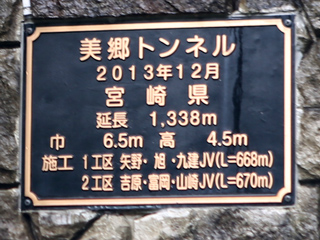 美郷トンネル
2013年12月
宮崎県
延長 1,338m
巾 6.5m 高 4.5m
施工 1工区 矢野・旭・九建JV(L=668m)
2工区 吉原・富岡・山崎JV(L=670m)